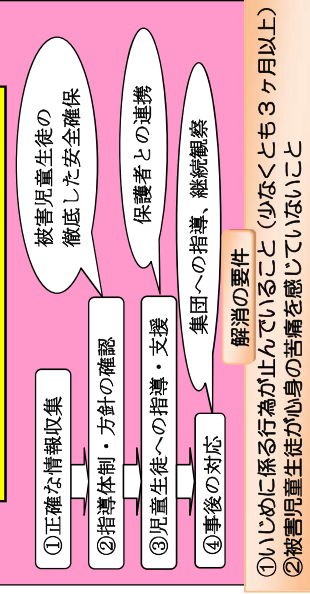 ①正確な情報収集
②指導体制・方針の確認
被害児童生徒の
徹底した安全確保
③児童生徒への指導・支援
保護者との連携
④事後の対応
集団への指導、継続観察
解消の要件
①いじめに係る行為が止んでいること（少なくとも３ヶ月以上）
②被害児童生徒が心身の苦痛を感じていないこと